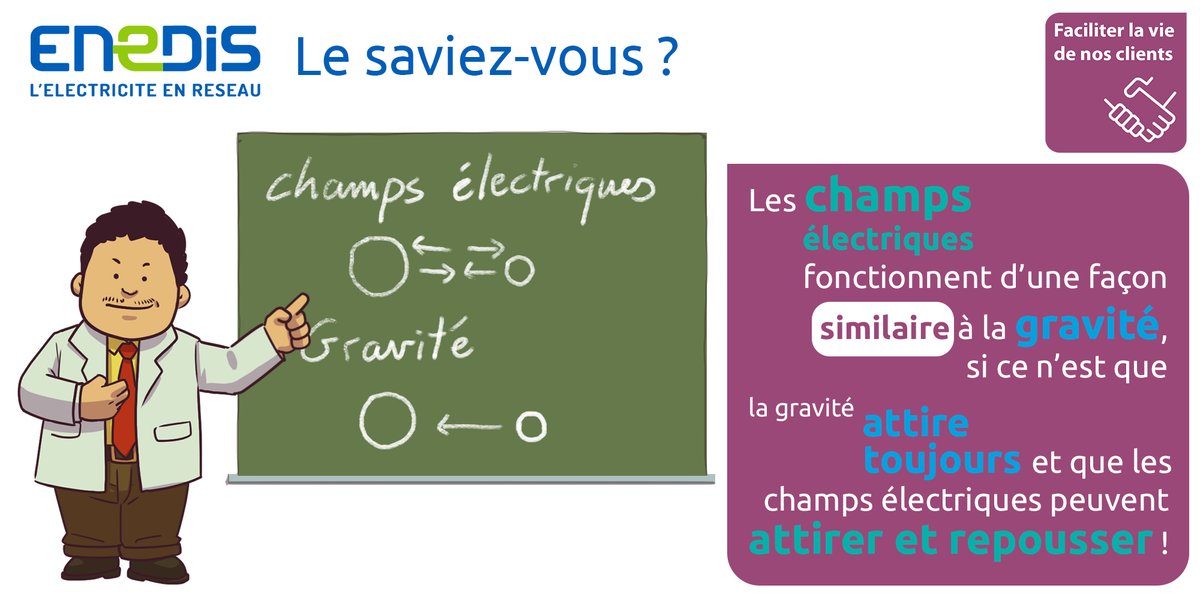 ENEDIS
L'ELECTRICITE EN RESEAU
Le saviez-vous ?
Faciliter la vie
de nos clients
champs électriques
Gravité
Les champs
électriques
fonctionnent d'une façon
similaire à la gravité,
si ce n'est que
la gravité attire
toujours et que les
champs électriques peuvent
attirer et repousser !